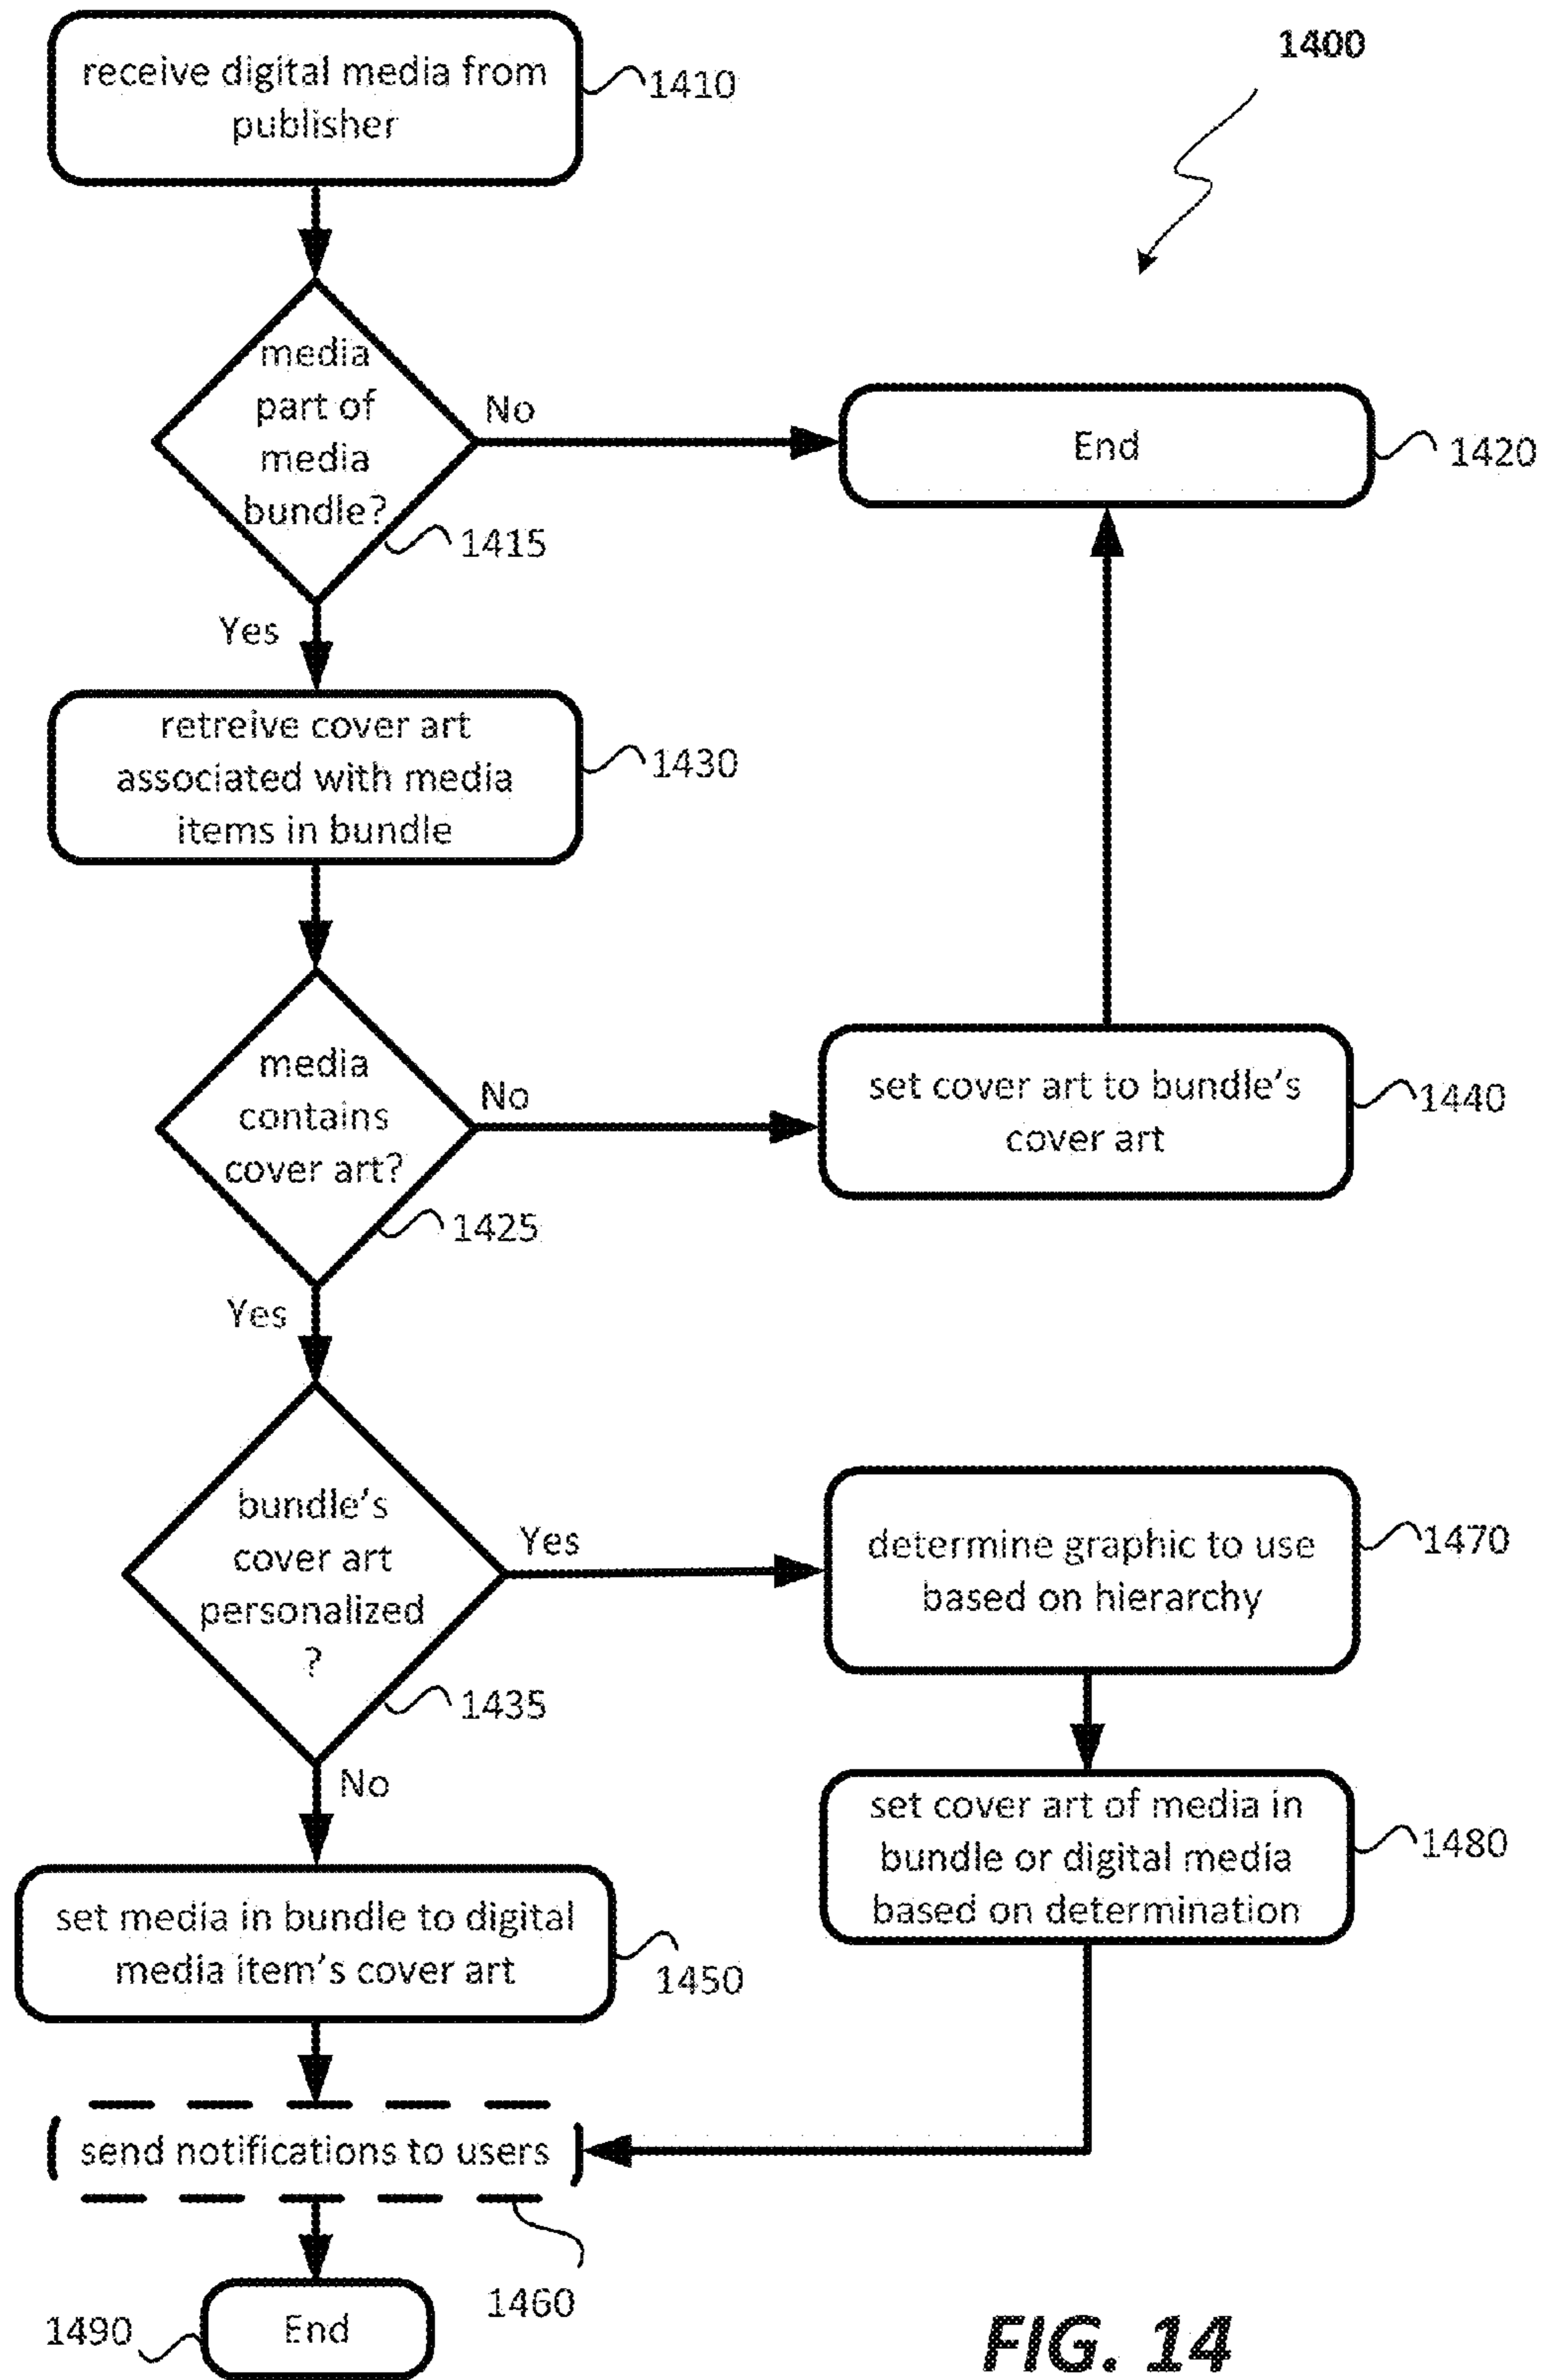 1400
receive digital media from
publisher
1410
media
part of
media
bundle?
1415
No
End
1420
Yes
retreive cover art
associated with media
items in bundle
1430
media
contains
cover art?
1425
No
set cover art to bundle's
cover art
1440
Yes
bundle's
cover art
personalized
?
1435
Yes
determine graphic to use
based on hierarchy
1470
No
set cover art of media in
bundle or digital media
based on determination
1480
set media in bundle to digital
media item's cover art
1450
send notifications to users
1460
End
1490
FIG. 14